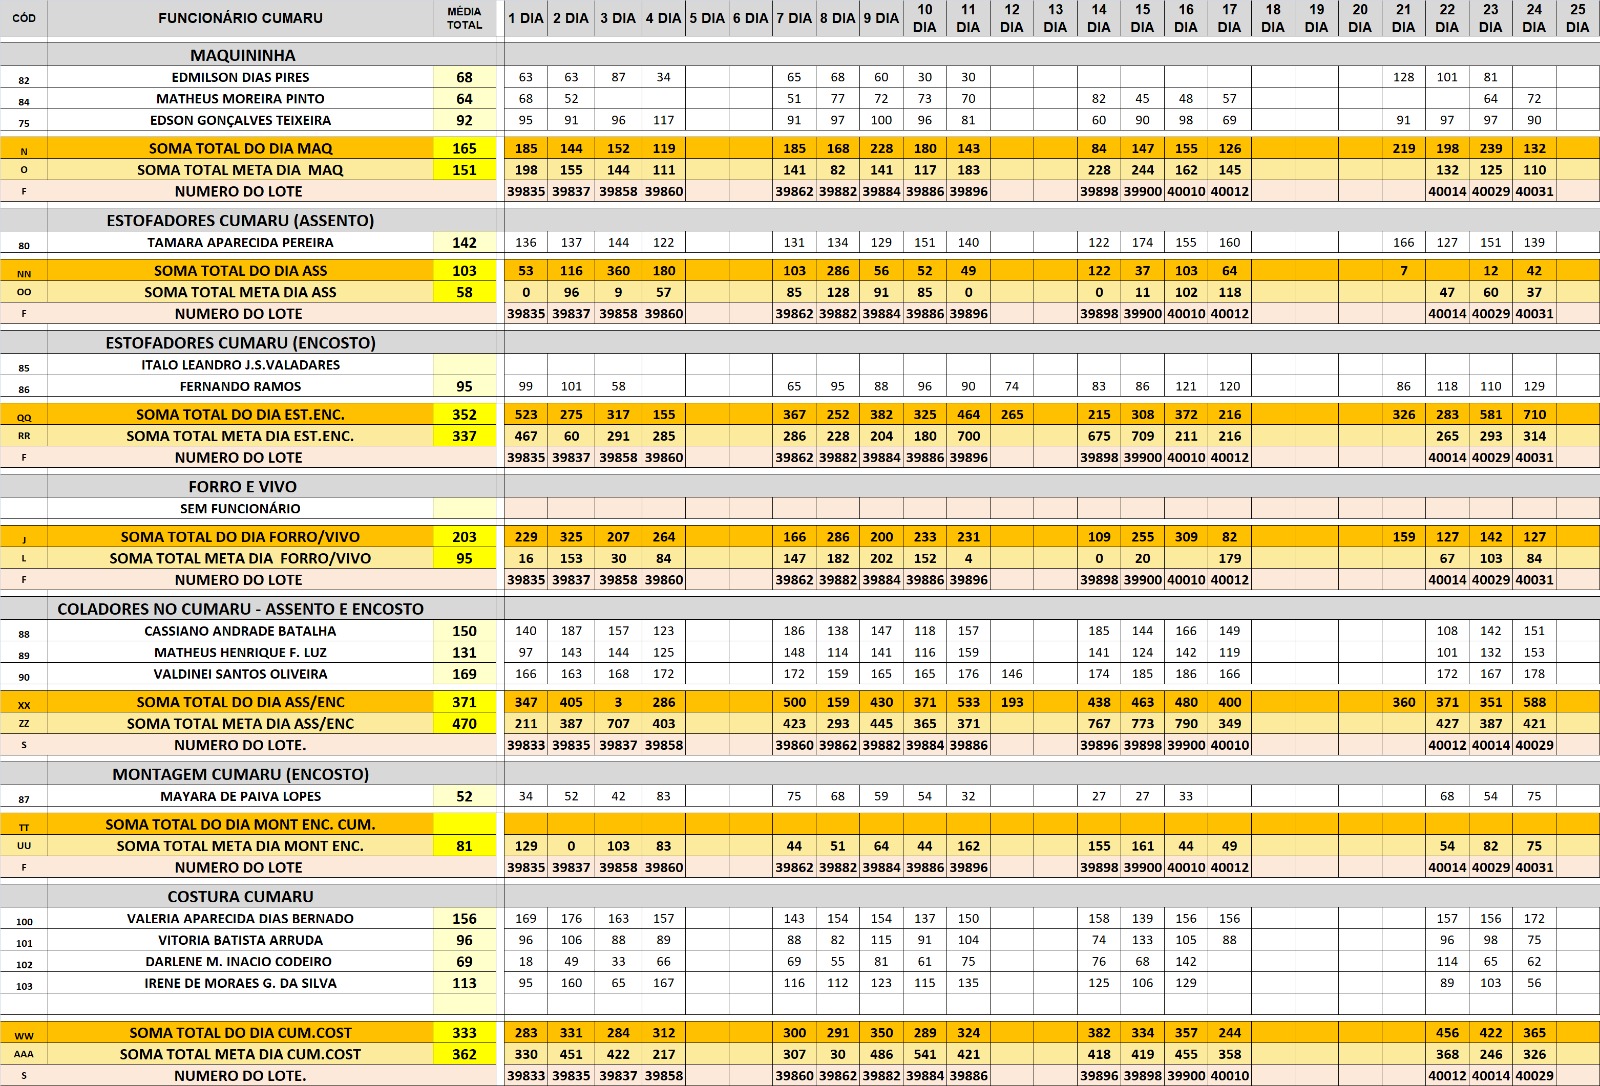 CÓD FUNCIONÁRIO CUMARU MÉDIA TOTAL 1 DIA 2 DIA 3 DIA 4 DIA 5 DIA 6 DIA 7 DIA 8 DIA 9 DIA 10 DIA 11 DIA 12 DIA 13 DIA 14 DIA 15 DIA 16 DIA 17 DIA 18 DIA 19 DIA 20 DIA 21 DIA 22 DIA 23 DIA 24 DIA 25 DIA
MAQUININHA
82 EDMILSON DIAS PIRES 68 63 63 87 34 65 68 60 30 30 128 101 81
84 MATHEUS MOREIRA PINTO 64 68 52 51 77 72 73 70 82 45 48 57 64 72
75 EDSON GONÇALVES TEIXEIRA 92 95 91 96 117 91 97 100 96 81 60 90 98 69 91 97 97 90
N SOMA TOTAL DO DIA MAQ 165 185 144 152 119 185 168 228 180 143 84 147 155 126 219 198 239 132
O SOMA TOTAL META DIA MAQ 151 198 155 144 111 141 82 141 117 183 228 244 162 145 132 125 110
F NUMERO DO LOTE 39835 39837 39858 39860 39862 39882 39884 39886 39896 39898 39900 40010 40012 40014 40029 40031
ESTOFADORES CUMARU (ASSENTO)
80 TAMARA APARECIDA PEREIRA 142 136 137 144 122 131 134 129 151 140 122 174 155 160 166 127 151 139
NN SOMA TOTAL DO DIA ASS 103 53 116 360 180 103 286 56 52 49 122 37 103 64 7 12 42
OO SOMA TOTAL META DIA ASS 58 0 96 9 57 85 128 91 85 0 0 11 102 118 47 60 37
F NUMERO DO LOTE 39835 39837 39858 39860 39862 39882 39884 39886 39896 39898 39900 40010 40012 40014 40029 40031
ESTOFADORES CUMARU (ENCOSTO)
85 ITALO LEANDRO J.S.VALADARES
86 FERNANDO RAMOS 95 99 101 58 65 95 88 96 90 74 83 86 121 120 86 118 110 129
QQ SOMA TOTAL DO DIA EST.ENC. 352 523 275 317 155 367 252 382 325 464 265 215 308 372 216 326 283 581 710
RR SOMA TOTAL META DIA EST.ENC. 337 467 60 291 285 286 228 204 180 700 675 709 211 216 265 293 314
F NUMERO DO LOTE 39835 39837 39858 39860 39862 39882 39884 39886 39896 39898 39900 40010 40012 40014 40029 40031
FORRO E VIVO
SEM FUNCIONÁRIO
J SOMA TOTAL DO DIA FORRO/VIVO 203 229 325 207 264 166 286 200 233 231 109 255 309 82 159 127 142 127
L SOMA TOTAL META DIA FORRO/VIVO 95 16 153 30 84 147 182 202 152 4 0 20 179 67 103 84
F NUMERO DO LOTE 39835 39837 39858 39860 39862 39882 39884 39886 39896 39898 39900 40010 40012 40014 40029 40031
COLADORES NO CUMARU - ASSENTO E ENCOSTO
88 CASSIANO ANDRADE BATALHA 150 140 187 157 123 186 138 147 118 157 185 144 166 149 108 142 151
89 MATHEUS HENRIQUE F. LUZ 131 97 143 144 125 148 114 141 116 159 141 124 142 119 101 132 153
90 VALDINEI SANTOS OLIVEIRA 169 166 163 168 172 172 159 165 165 176 146 174 185 186 166 172 167 178
XX SOMA TOTAL DO DIA ASS/ENC 371 347 405 3 286 500 159 430 371 533 193 438 463 480 400 360 371 351 588
ZZ SOMA TOTAL META DIA ASS/ENC 470 211 387 707 403 423 293 445 365 371 767 773 790 349 427 387 421
S NUMERO DO LOTE. 39833 39835 39837 39858 39860 39862 39882 39884 39886 39896 39898 39900 40010 40012 40014 40029
MONTAGEM CUMARU (ENCOSTO)
87 MAYARA DE PAIVA LOPES 52 34 52 42 83 75 68 59 54 32 27 27 33 68 54 75
TT SOMA TOTAL DO DIA MONT ENC. CUM.
UU SOMA TOTAL META DIA MONT ENC. 81 129 0 103 83 44 51 64 44 162 155 161 44 49 54 82 75
F NUMERO DO LOTE 39835 39837 39858 39860 39862 39882 39884 39886 39896 39898 39900 40010 40012 40014 40029 40031
COSTURA CUMARU
100 VALERIA APARECIDA DIAS BERNADO 156 169 176 163 157 143 154 154 137 150 158 139 156 156 157 156 172
101 VITORIA BATISTA ARRUDA 96 96 106 88 89 88 82 115 91 104 74 133 105 88 96 98 75
102 DARLENE M. INACIO CODEIRO 69 18 49 33 66 69 55 81 61 75 76 68 142 114 65 62
103 IRENE DE MORAES G. DA SILVA 113 95 160 65 167 116 112 123 115 135 125 106 129 89 103 56
WW SOMA TOTAL DO DIA CUM.COST 333 283 331 284 312 300 291 350 289 324 382 334 357 244 456 422 365
AAA SOMA TOTAL META DIA CUM.COST 362 330 451 422 217 307 30 486 541 421 418 419 455 358 368 246 326
S NUMERO DO LOTE. 39833 39835 39837 39858 39860 39862 39882 39884 39886 39896 39898 39900 40010 40012 40014 40029